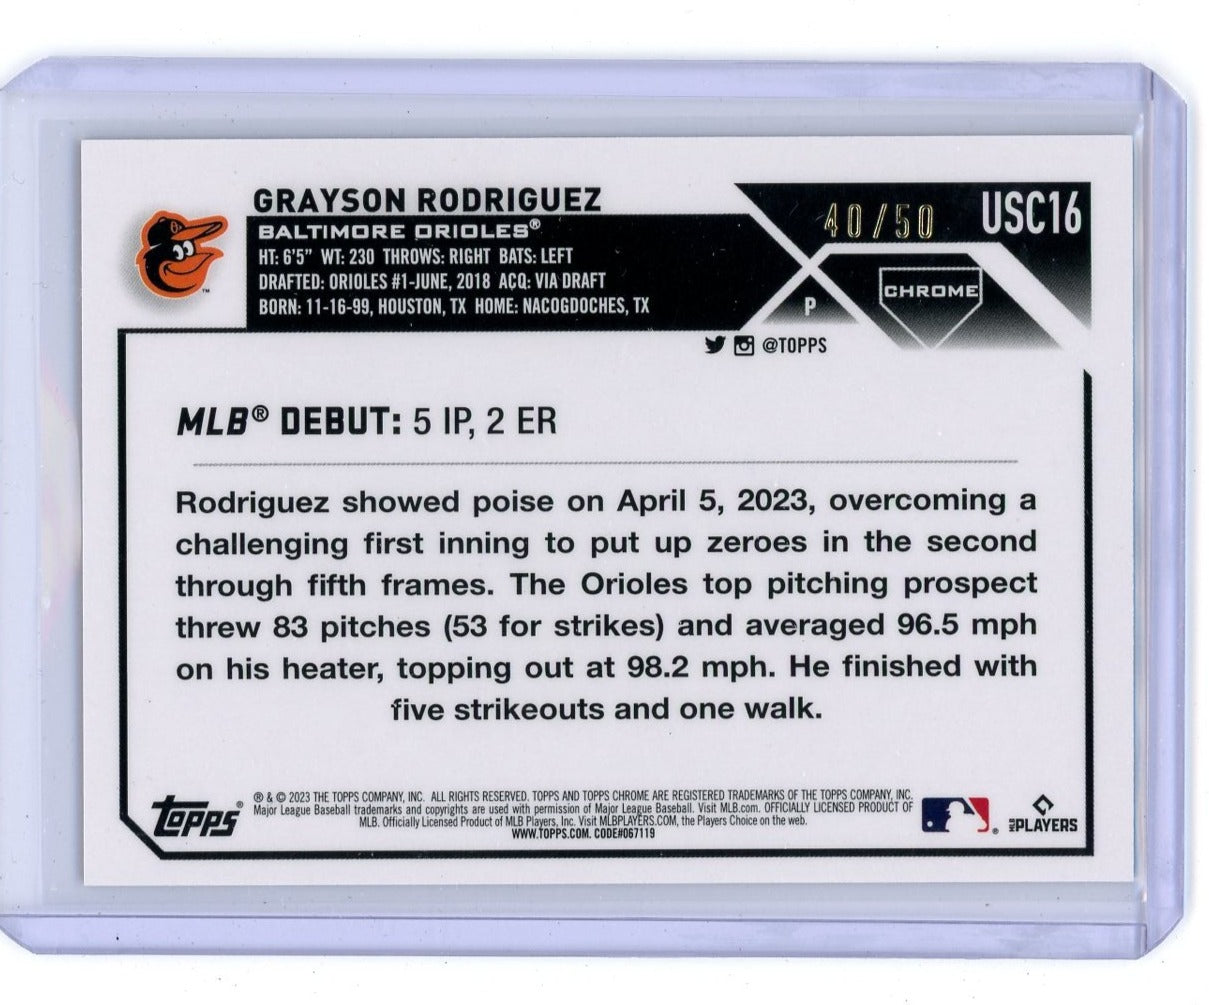 GRAYSON RODRIGUEZ
BALTIMORE ORIOLES®
HT: 6'5" WT: 230 THROWS: RIGHT BATS: LEFT
DRAFTED: ORIOLES #1-JUNE, 2018 ACQ: VIA DRAFT
BORN: 11-16-99, HOUSTON, TX HOME: NACOGDOCHES, TX
40/50
USC16
P
CHROME
@TOPPS
MLB® DEBUT: 5 IP, 2 ER
Rodriguez showed poise on April 5, 2023, overcoming a
challenging first inning to put up zeroes in the second
through fifth frames. The Orioles top pitching prospect
threw 83 pitches (53 for strikes) and averaged 96.5 mph
on his heater, topping out at 98.2 mph. He finished with
five strikeouts and one walk.
Topps®
® & © 2023 THE TOPPS COMPANY, INC. ALL RIGHTS RESERVED. TOPPS AND TOPPS CHROME ARE REGISTERED TRADEMARKS OF THE TOPPS COMPANY, INC.
Major League Baseball trademarks and copyrights are used with permission of Major League Baseball. Visit MLB.com. OFFICIALLY LICENSED PRODUCT OF
MLB. Officially Licensed Product of MLB Players, Inc. Visit MLBPLAYERS.COM, the Players Choice on the web.
WWW.TOPPS.COM. CODE#067119
MLB PLAYERS